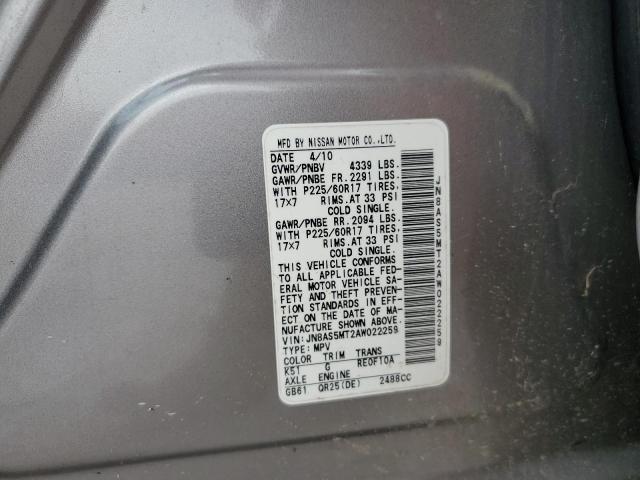 MFD BY NISSAN MOTOR CO.,LTD.
DATE 4/10
GVWR/PNBV 4339 LBS.
GAWR/PNBE FR. 2291 LBS.
WITH P225/60R17 TIRES,
17X7 RIMS.AT 33 PSI
COLD SINGLE.
GAWR/PNBE RR. 2094 LBS.
WITH P225/60R17 TIRES,
17X7 RIMS.AT 33 PSI
COLD SINGLE.
THIS VEHICLE CONFORMS
TO ALL APPLICABLE FED-
ERAL MOTOR VEHICLE SA-
FETY AND THEFT PREVEN-
TION STANDARDS IN EFF-
ECT ON THE DATE OF MA-
NUFACTURE SHOWN ABOVE.
VIN:JN8AS5MT2AW022259
TYPE:MPV
COLOR TRIM TRANS
K51 G RE0F10A
AXLE ENGINE
GB61 QR25(DE) 2488CC
JN8AS5MT2AW022259